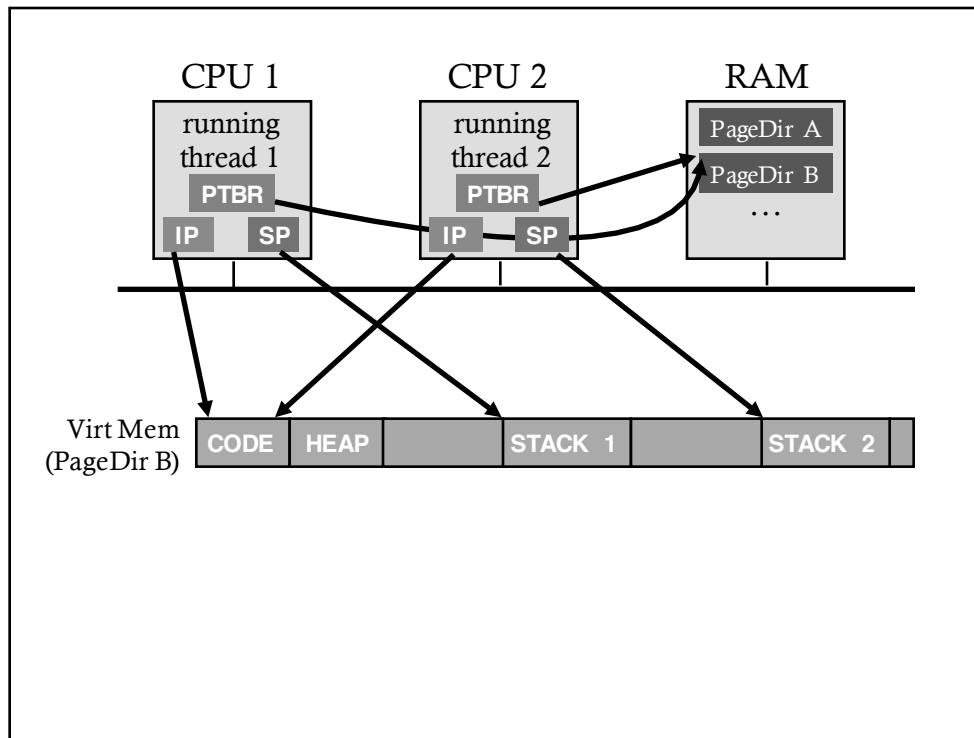 CPU 1
CPU 2
RAM
running
thread 1
PTBR
IP
SP
running
thread 2
PTBR
IP
SP
PageDir A
PageDir B
...
Virt Mem
(PageDir B)
CODE
HEAP
STACK 1
STACK 2